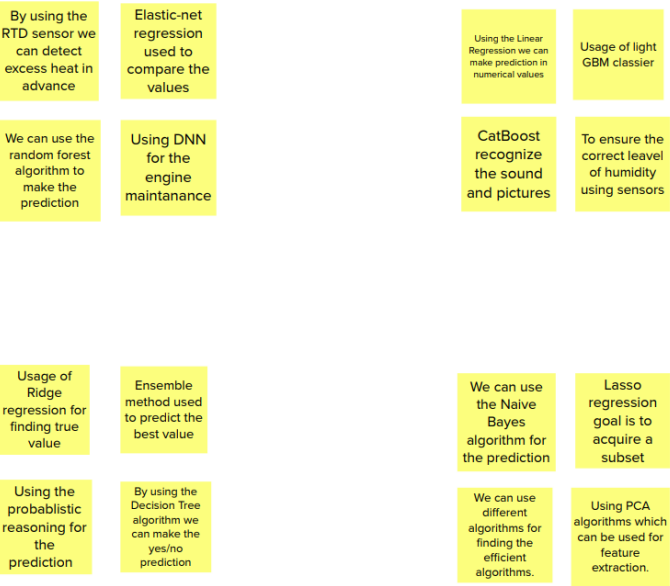 By using the
RTD sensor we
can detect
excess heat in
advance
Elastic-net
regression
used to
compare the
values
We can use the
random forest
algorithm to
make the
prediction
Using DNN
for the
engine
maintanance
Using the Linear
Regression we can
make prediction in
numerical values
Usage of light
GBM classier
CatBoost
recognize
the sound
and pictures
To ensure the
correct leavel
of humidity
using sensors
Usage of
Ridge
regression for
finding true
value
Ensemble
method used
to predict the
best value
Using the
probablistic
reasoning for
the
prediction
By using the
Decision Tree
algorithm we
can make the
yes/no
prediction
We can use
the Naive
Bayes
algorithm for
the prediction
Lasso
regression
goal is to
acquire a
subset
We can use
different
algorithms for
finding the
efficient
algorithms.
Using PCA
algorithms which
can be used for
feature
extraction.